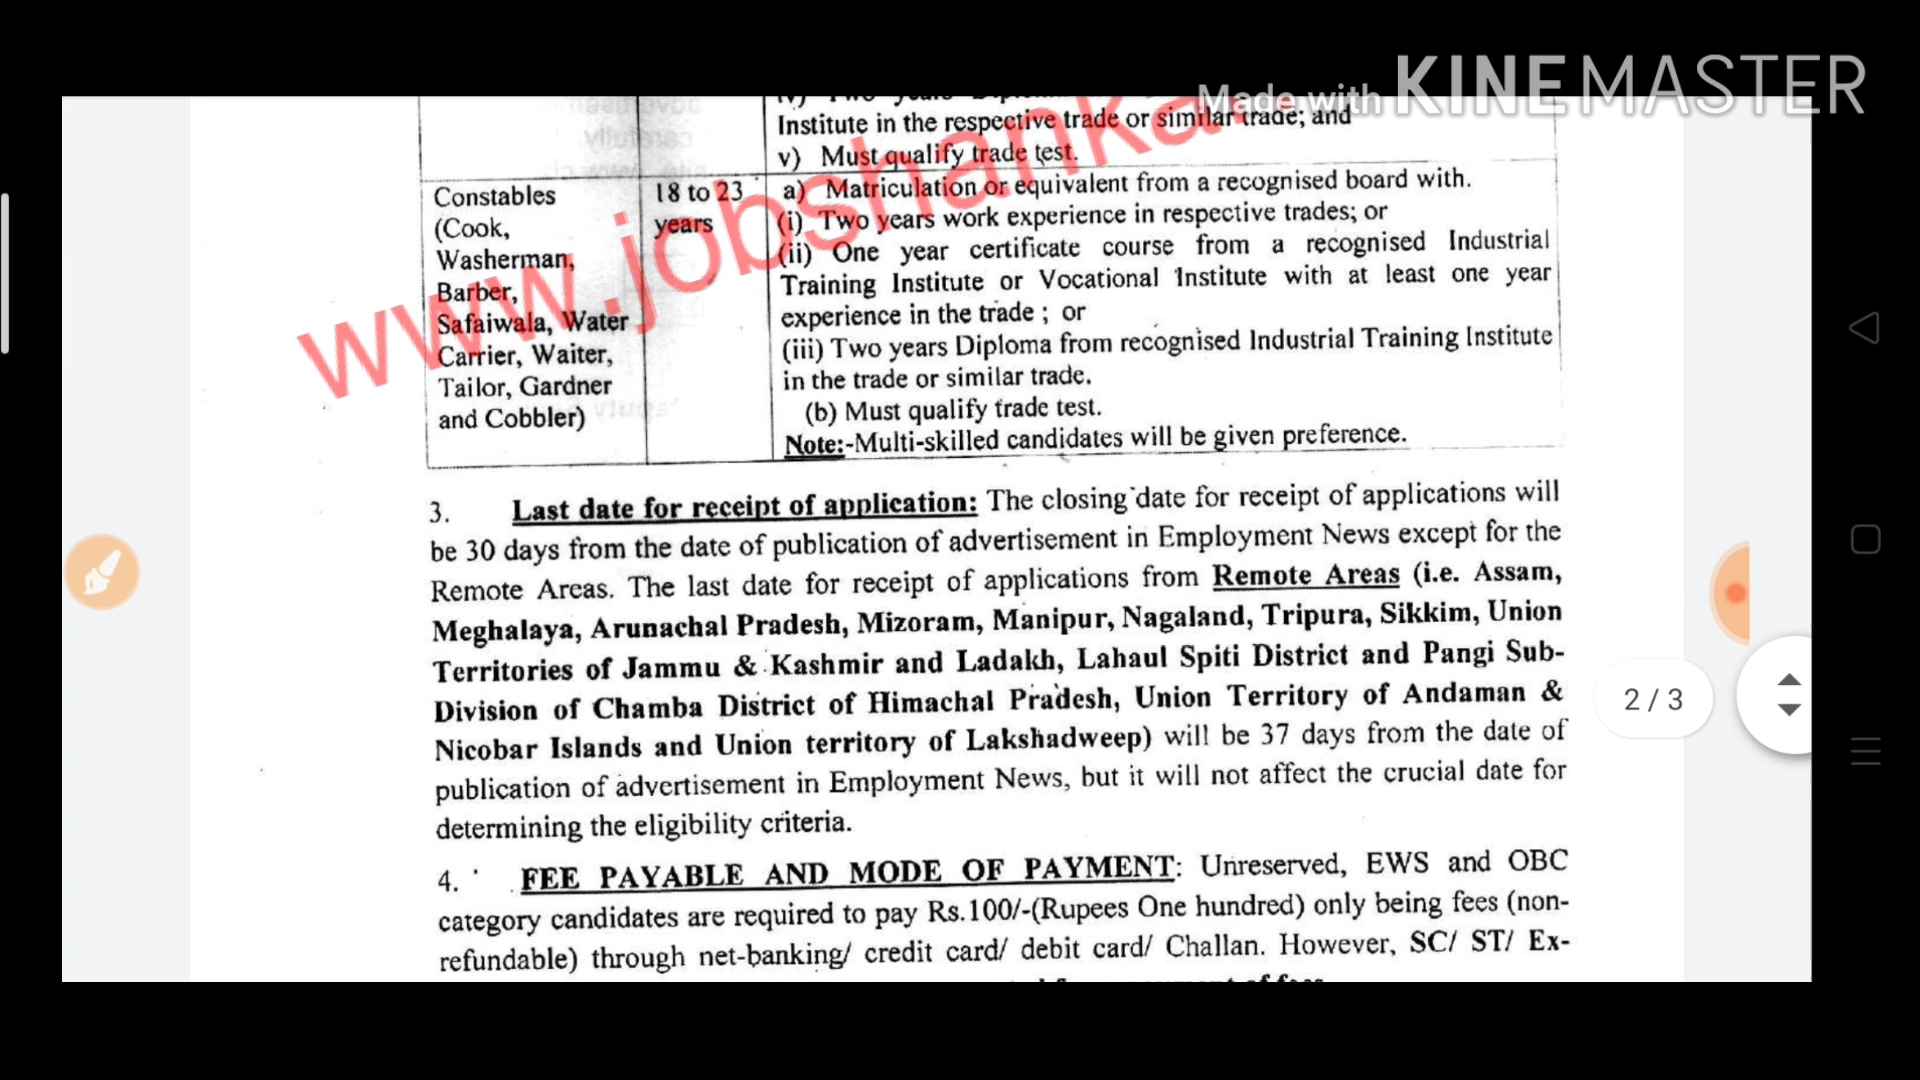 Made with KINEMASTER
Institute in the respective trade or similar trade; and
v) Must qualify trade test.
Constables
(Cook,
Washerman,
Barber,
Safaiwala, Water
Carrier, Waiter,
Tailor, Gardner
and Cobbler)
18 to 23
years
a) Matriculation or equivalent from a recognised board with.
(i) Two years work experience in respective trades; or
(ii) One year certificate course from a recognised Industrial
Training Institute or Vocational Institute with at least one year
experience in the trade ; or
(iii) Two years Diploma from recognised Industrial Training Institute
in the trade or similar trade.
(b) Must qualify trade test.
Note:-Multi-skilled candidates will be given preference.
www.jobshanka
3. Last date for receipt of application: The closing date for receipt of applications will
be 30 days from the date of publication of advertisement in Employment News except for the
Remote Areas. The last date for receipt of applications from Remote Areas (i.e. Assam,
Meghalaya, Arunachal Pradesh, Mizoram, Manipur, Nagaland, Tripura, Sikkim, Union
Territories of Jammu & Kashmir and Ladakh, Lahaul Spiti District and Pangi Sub-
Division of Chamba District of Himachal Pradesh, Union Territory of Andaman &
Nicobar Islands and Union territory of Lakshadweep) will be 37 days from the date of
publication of advertisement in Employment News, but it will not affect the crucial date for
determining the eligibility criteria.
2 / 3
4. FEE PAYABLE AND MODE OF PAYMENT: Unreserved, EWS and OBC
category candidates are required to pay Rs.100/-(Rupees One hundred) only being fees (non-
refundable) through net-banking/ credit card/ debit card/ Challan. However, SC/ ST/ Ex-